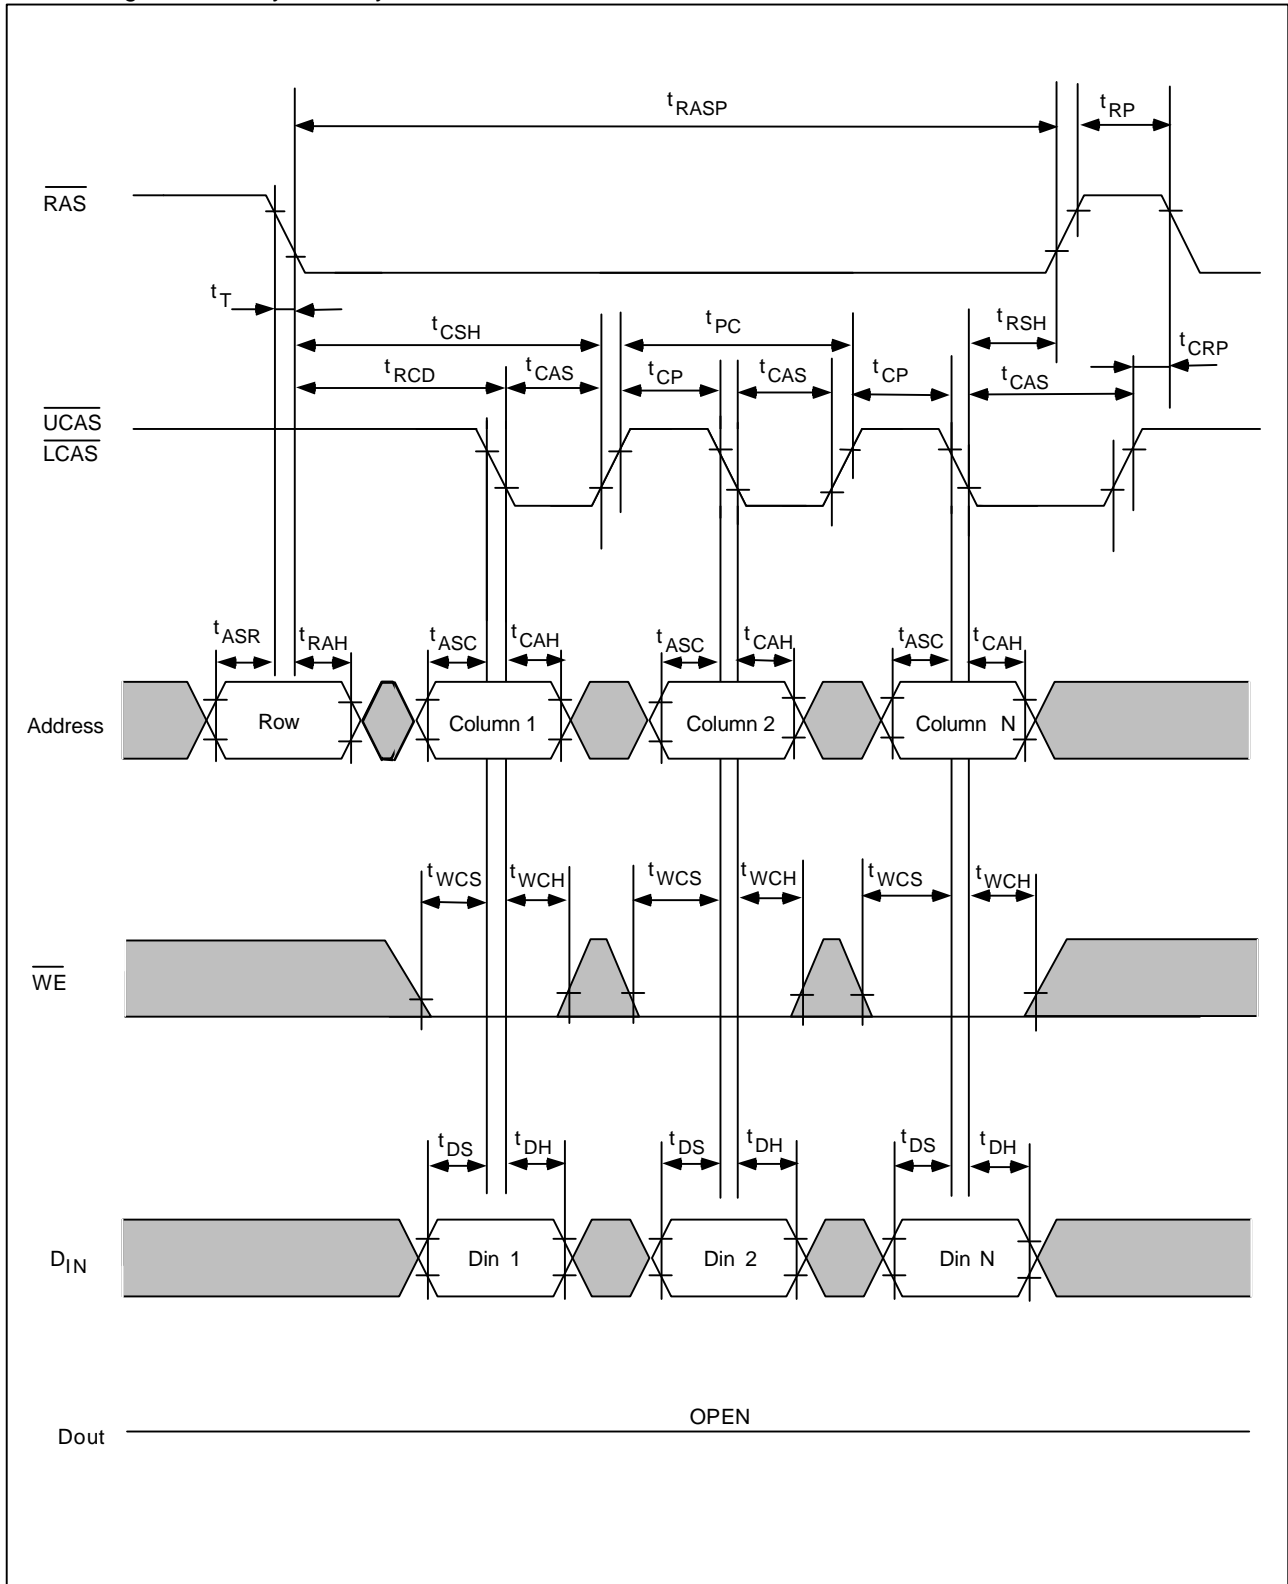 tRASP
tRP
RAS
tT
tCSH
tPC
tRSH
tCRP
tRCD
tCAS
tCP
tCAS
tCP
tCAS
UCAS
LCAS
tASR
tRAH
tASC
tCAH
tASC
tCAH
tASC
tCAH
Address
Row
Column 1
Column 2
Column N
tWCS
tWCH
tWCS
tWCH
tWCS
tWCH
WE
tDS
tDH
tDS
tDH
tDS
tDH
DIN
Din 1
Din 2
Din N
OPEN
Dout